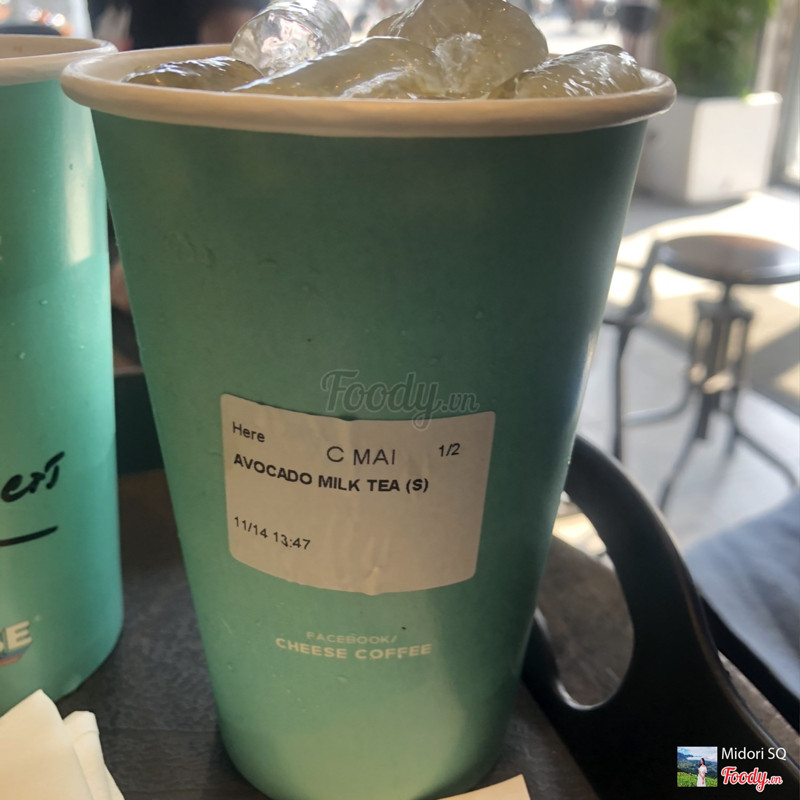 Foody.vn
Here
C MAI 1/2
AVOCADO MILK TEA (S)
11/14 13:47
FACEBOOK/
CHEESE COFFEE
Midori SQ
Foody.vn